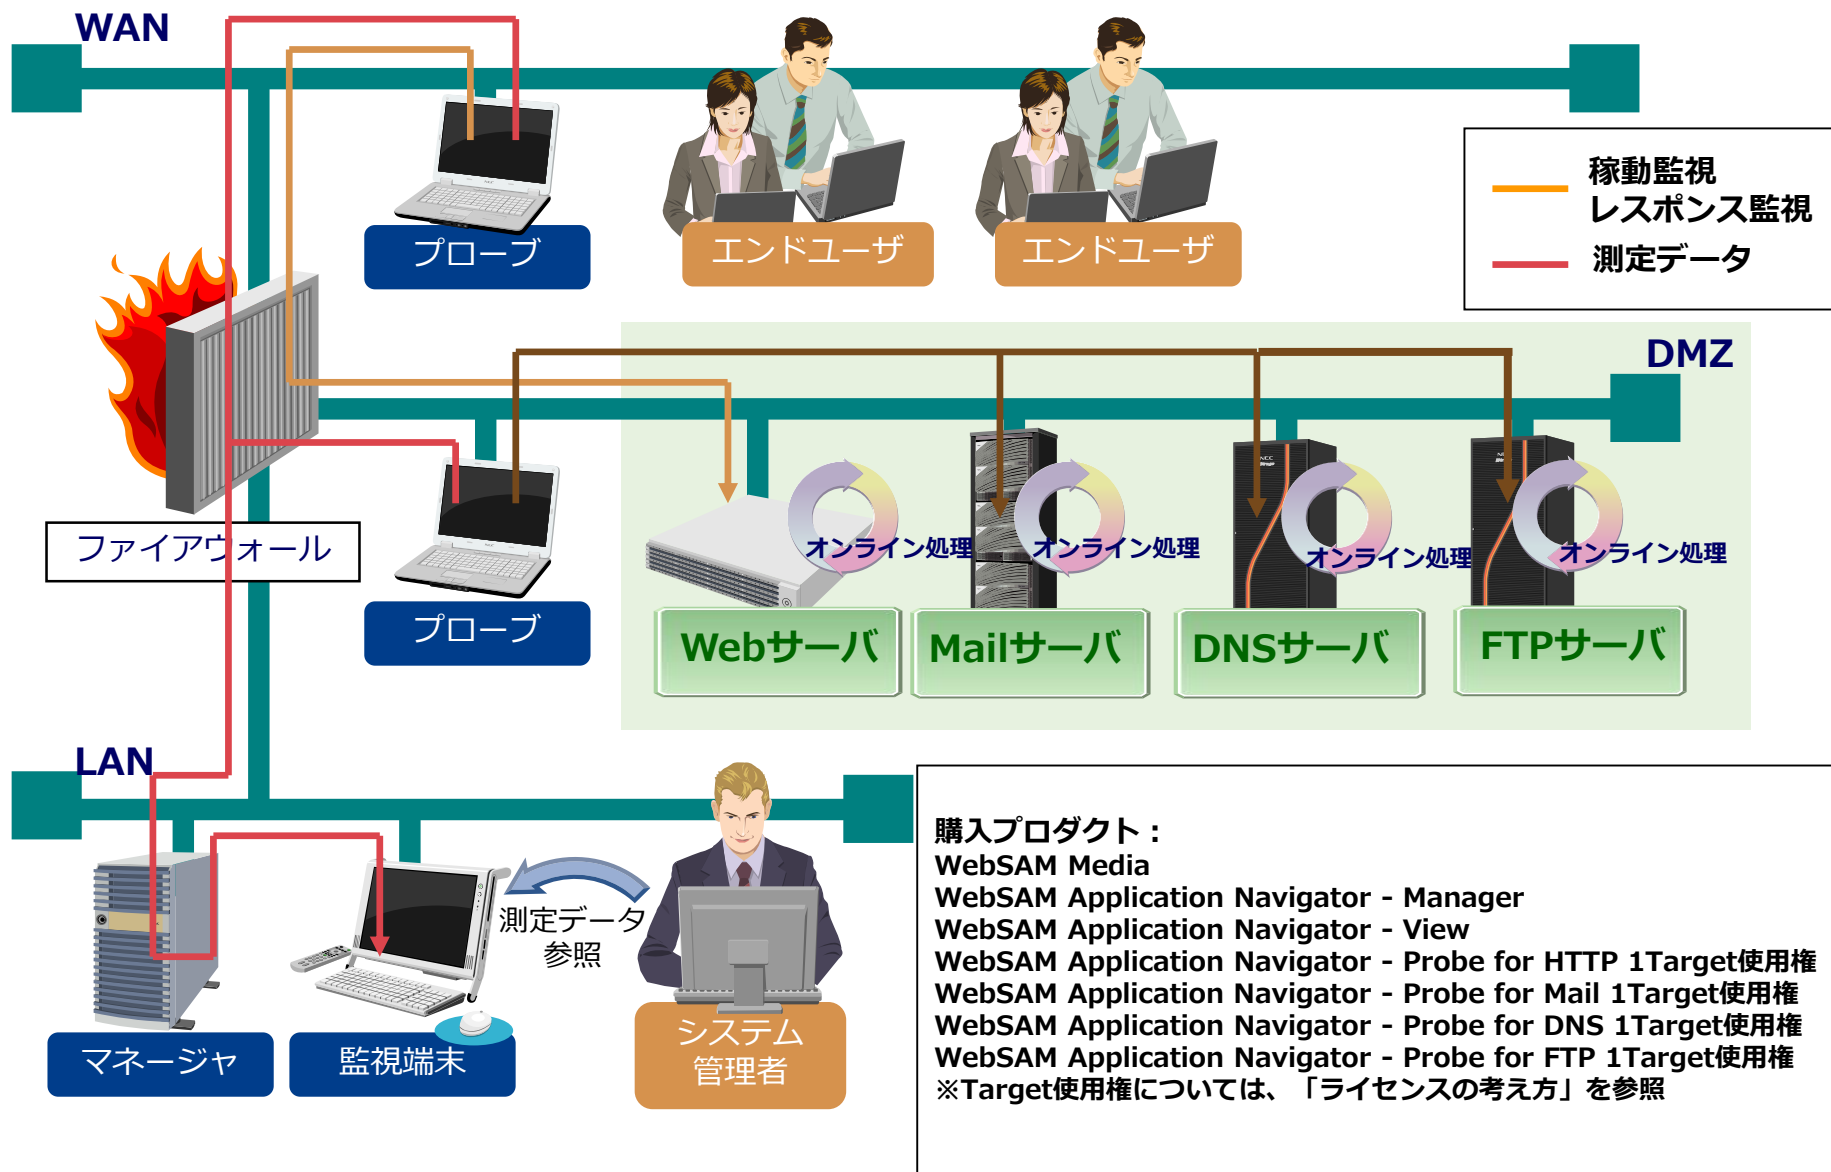 WAN
稼動監視
レスポンス監視
測定データ
プローブ
エンドユーザ
エンドユーザ
DMZ
ファイアウォール
オンライン処理
オンライン処理
オンライン処理
オンライン処理
プローブ
Webサーバ
Mailサーバ
DNSサーバ
FTPサーバ
LAN
測定データ
参照
マネージャ
監視端末
システム
管理者
購入プロダクト：
WebSAM Media
WebSAM Application Navigator - Manager
WebSAM Application Navigator - View
WebSAM Application Navigator - Probe for HTTP 1Target使用権
WebSAM Application Navigator - Probe for Mail 1Target使用権
WebSAM Application Navigator - Probe for DNS 1Target使用権
WebSAM Application Navigator - Probe for FTP 1Target使用権
※Target使用権については、「ライセンスの考え方」を参照